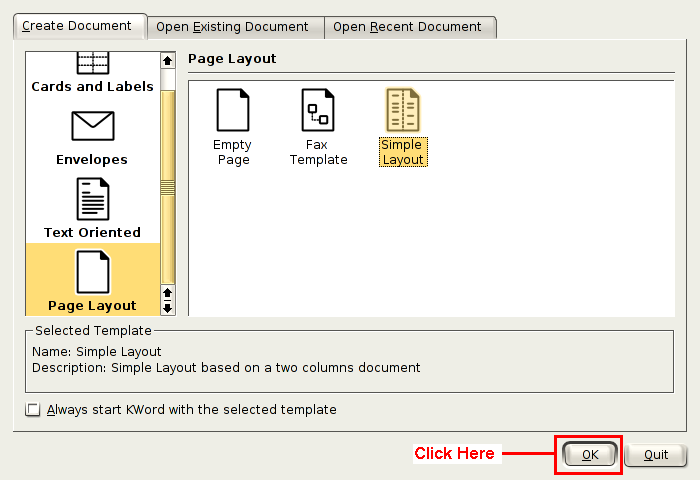 Create Document
Open Existing Document
Open Recent Document
Cards and Labels
Envelopes
Text Oriented
Page Layout
Page Layout
Empty
Page
Fax
Template
Simple
Layout
Selected Template
Name: Simple Layout
Description: Simple Layout based on a two columns document
Always start KWord with the selected template
Click Here
OK
Quit